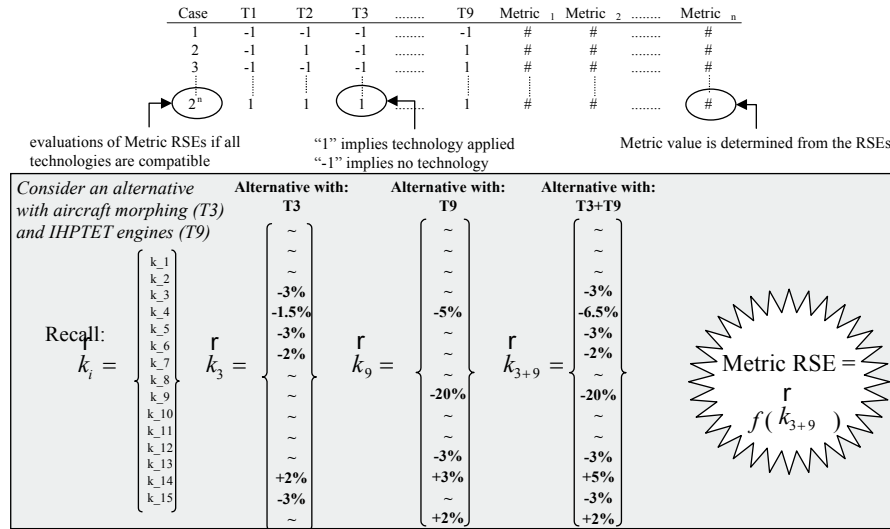 Case T1 T2 T3 ........ T9 Metric 1 Metric 2 ........ Metric n
1 -1 -1 -1 ........ -1 # # ........ #
2 -1 1 -1 ........ 1 # # ........ #
3 -1 -1 -1 ........ 1 # # ........ #
2^n 1 1 1 ........ 1 # # ........ #
evaluations of Metric RSEs if all
technologies are compatible
“1” implies technology applied
“-1” implies no technology
Metric value is determined from the RSEs
Consider an alternative
with aircraft morphing (T3)
and IHPTET engines (T9)
Recall:
r
k_i =
k_1
k_2
k_3
k_4
k_5
k_6
k_7
k_8
k_9
k_10
k_11
k_12
k_13
k_14
k_15
Alternative with:
T3
r
k_3 =
~
~
~
-3%
-1.5%
-3%
-2%
~
~
~
~
~
+2%
-3%
~
Alternative with:
T9
r
k_9 =
~
~
~
~
-5%
~
~
~
-20%
~
~
-3%
+3%
~
+2%
Alternative with:
T3+T9
r
k_3+9 =
~
~
~
-3%
-6.5%
-3%
-2%
~
-20%
~
~
-3%
+5%
-3%
+2%
Metric RSE =
r
f( k_3+9 )